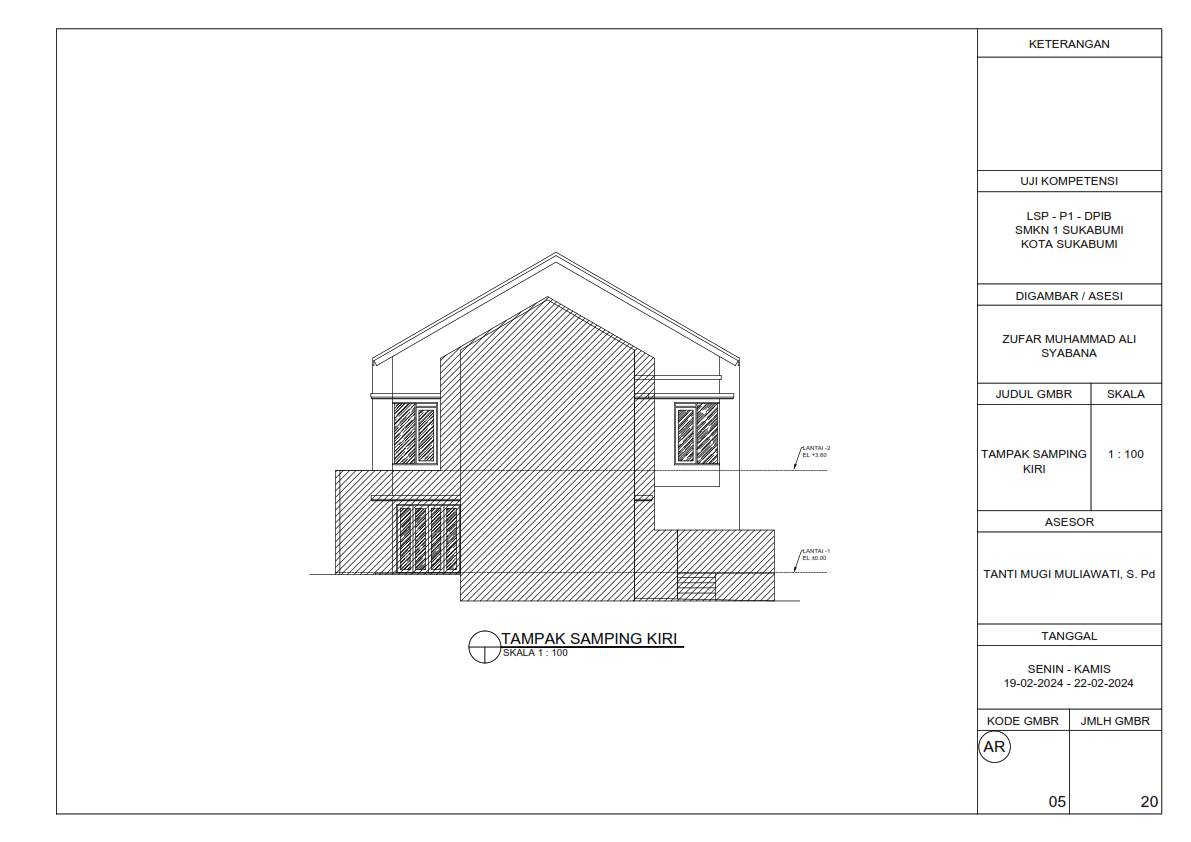 KETERANGAN
UJI KOMPETENSI
LSP - P1 - DPIB
SMKN 1 SUKABUMI
KOTA SUKABUMI
DIGAMBAR / ASESI
ZUFAR MUHAMMAD ALI
SYABANA
JUDUL GMBR
SKALA
TAMPAK SAMPING
KIRI
1 : 100
ASESOR
TANTI MUGI MULIAWATI, S. Pd
TANGGAL
SENIN - KAMIS
19-02-2024 - 22-02-2024
KODE GMBR
JMLH GMBR
AR
05
20
LANTAI -2
EL +3.60
LANTAI -1
EL ±0.00
TAMPAK SAMPING KIRI
SKALA 1 : 100